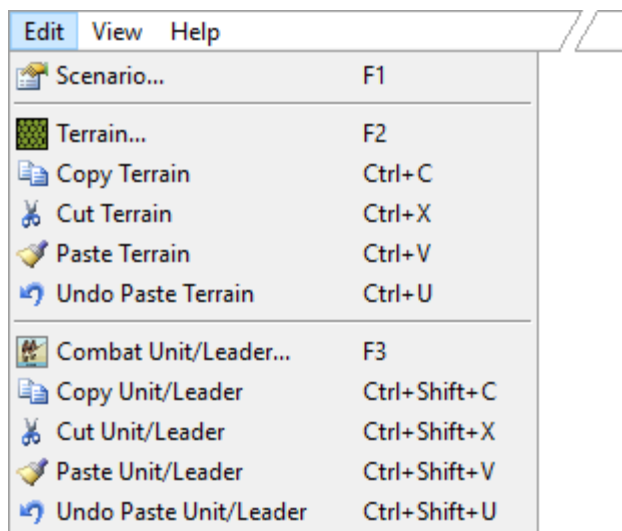 Edit View Help
Scenario... F1
Terrain... F2
Copy Terrain Ctrl+C
Cut Terrain Ctrl+X
Paste Terrain Ctrl+V
Undo Paste Terrain Ctrl+U
Combat Unit/Leader... F3
Copy Unit/Leader Ctrl+Shift+C
Cut Unit/Leader Ctrl+Shift+X
Paste Unit/Leader Ctrl+Shift+V
Undo Paste Unit/Leader Ctrl+Shift+U